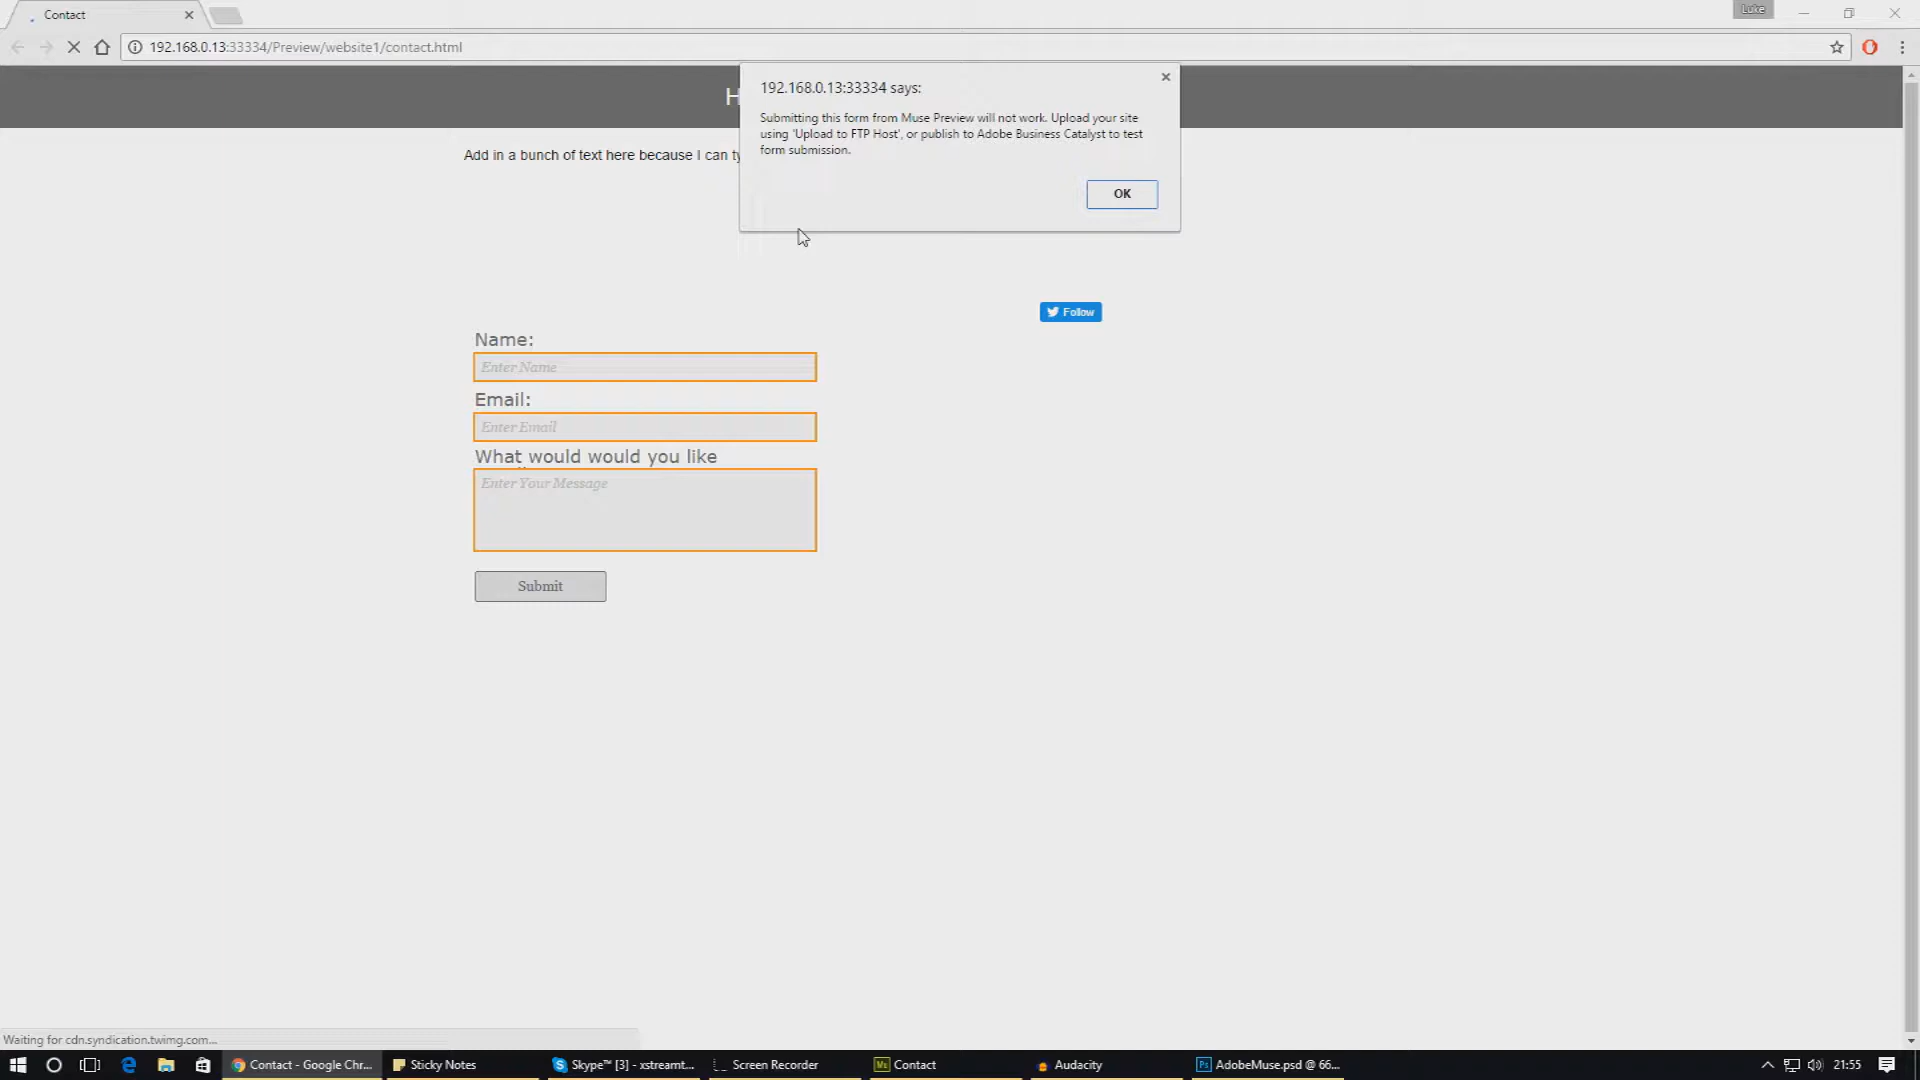 Contact
Luke
192.168.0.13:33334/Preview/website1/contact.html
H
192.168.0.13:33334 says:
Submitting this form from Muse Preview will not work. Upload your site
using 'Upload to FTP Host', or publish to Adobe Business Catalyst to test
form submission.
OK
Add in a bunch of text here because I can ty
Follow
Name:
Enter Name
Email:
Enter Email
What would would you like
Enter Your Message
Submit
Waiting for cdn.syndication.twimg.com...
Contact - Google Chr...
Sticky Notes
Skype™ [3] - xstreamt...
Screen Recorder
Mu
Contact
Audacity
Ps
AdobeMuse.psd @ 66...
21:55